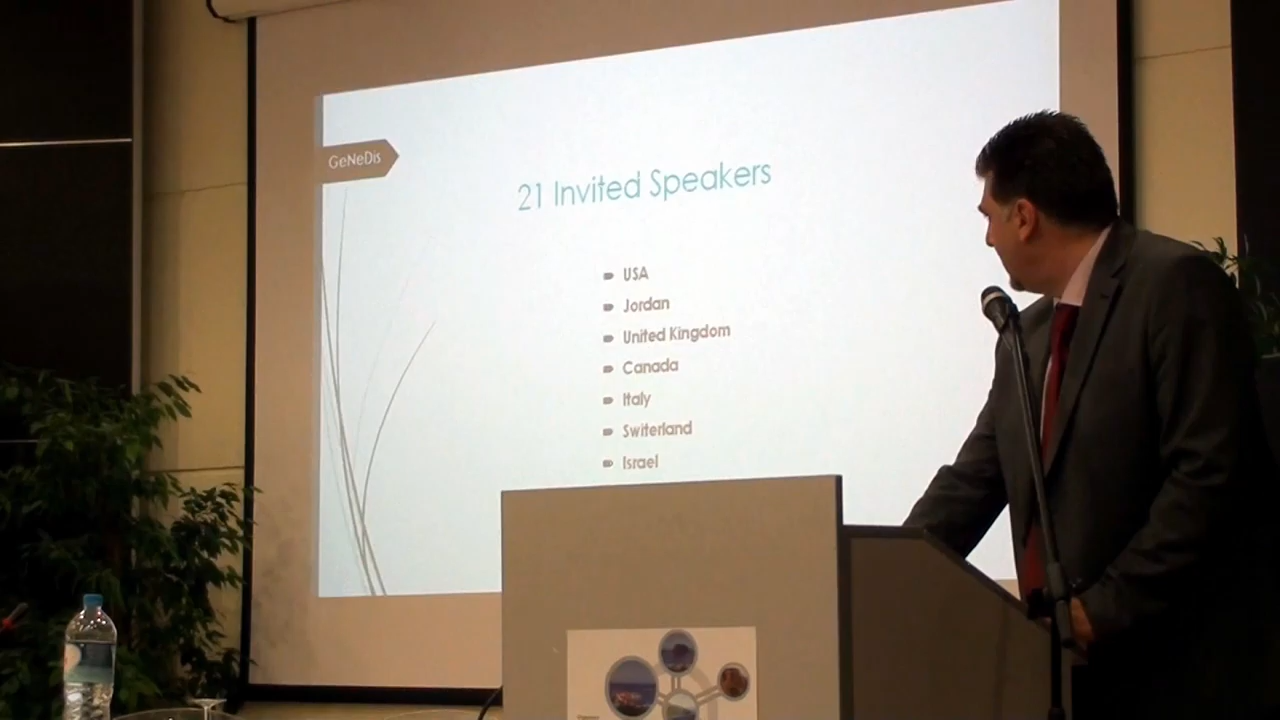 GeNeDis
21 Invited Speakers
USA
Jordan
United Kingdom
Canada
Italy
Switerland
Israel